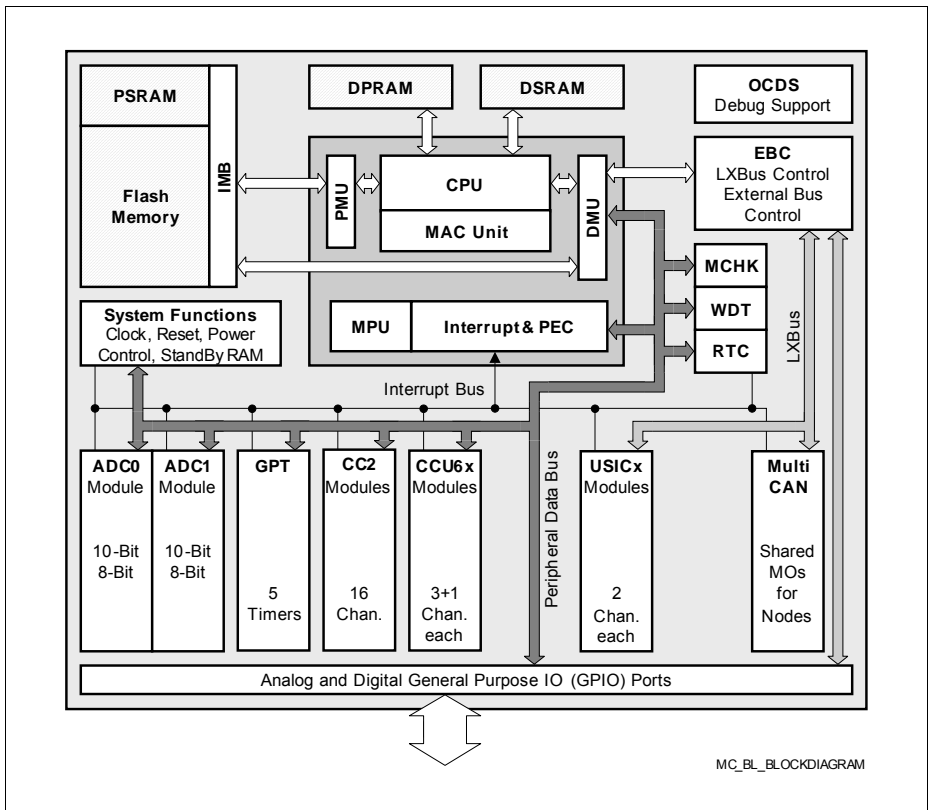 PSRAM
Flash
Memory
IMB
DPRAM
DSRAM
OCDS
Debug Support
PMU
CPU
MAC Unit
DMU
EBC
LXBus Control
External Bus
Control
MPU
Interrupt & PEC
MCHK
WDT
RTC
LXBus
System Functions
Clock, Reset, Power
Control, StandBy RAM
Interrupt Bus
ADC0
Module
10-Bit
8-Bit
ADC1
Module
10-Bit
8-Bit
GPT
5
Timers
CC2
Modules
16
Chan.
CCU6x
Modules
3+1
Chan.
each
Peripheral Data Bus
USICx
Modules
2
Chan.
each
Multi
CAN
Shared
MOs
for
Nodes
Analog and Digital General Purpose IO (GPIO) Ports
MC_BL_BLOCKDIAGRAM